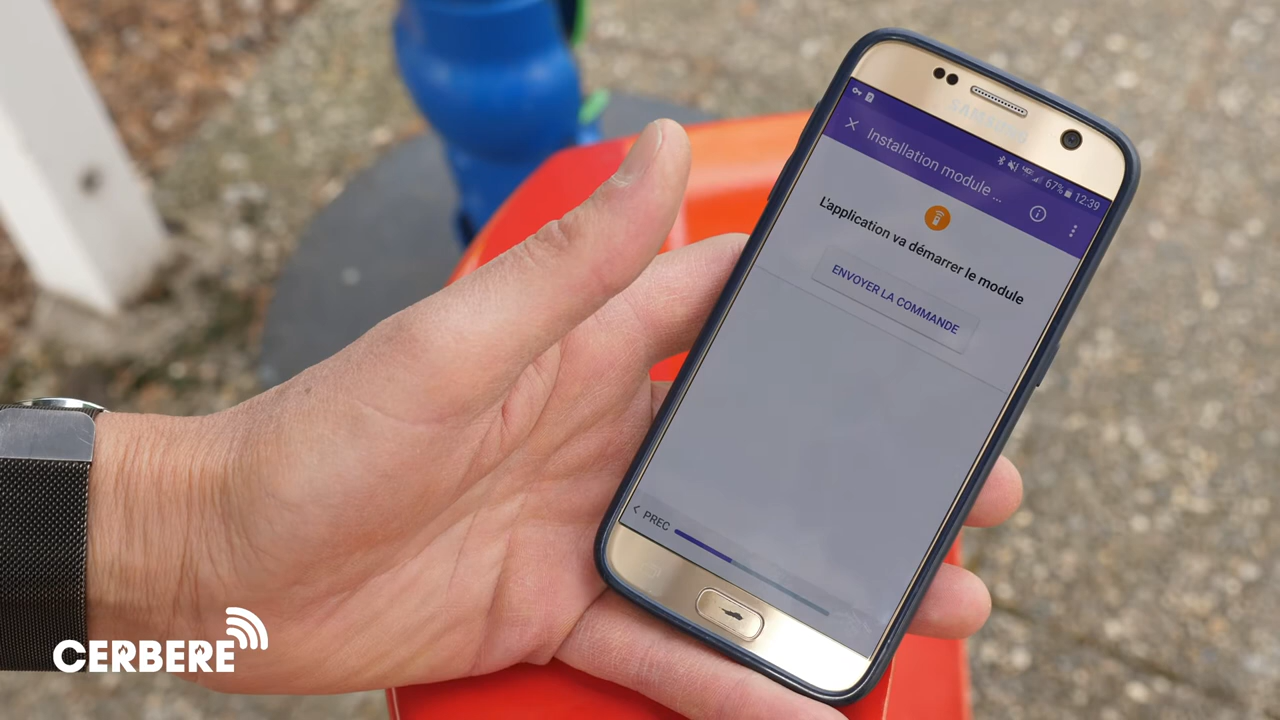 SAMSUNG
67% 12:39
Installation module ...
L'application va démarrer le module
ENVOYER LA COMMANDE
< PREC
CERBERE